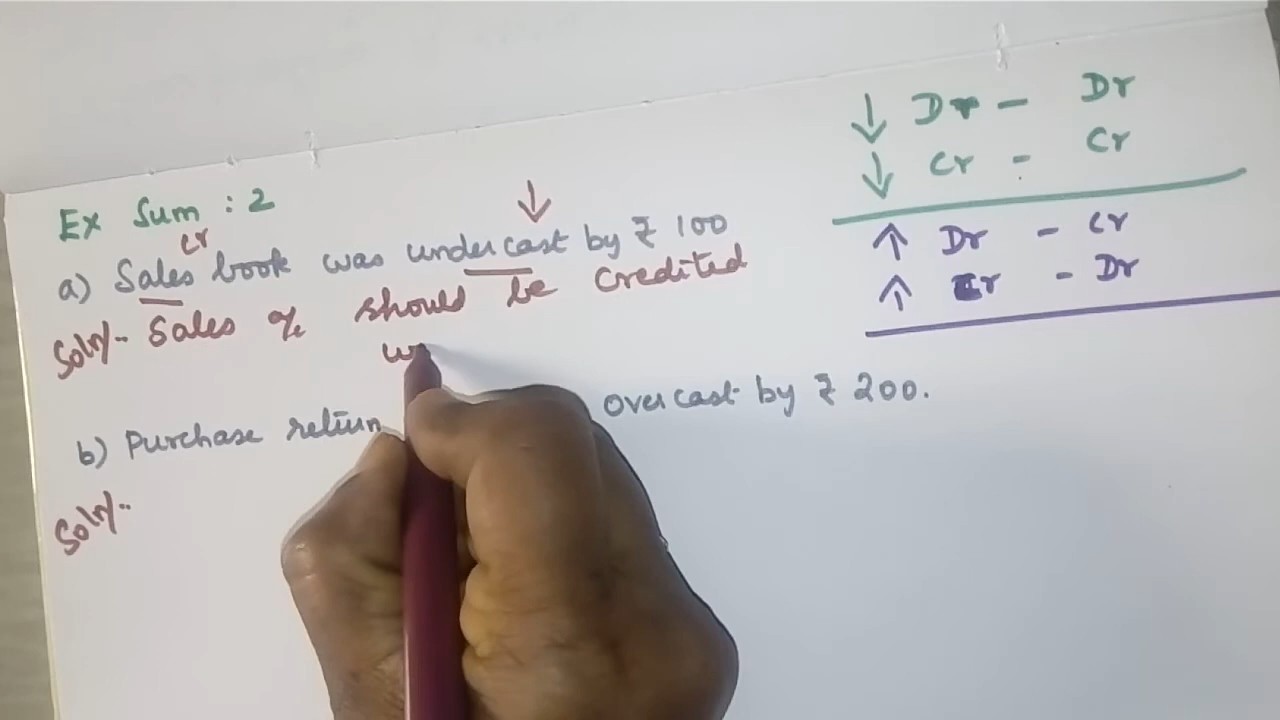 Ex Sum : 2
Cr ↓
a) Sales book was undercast by ₹ 100
Soln:- Sales a/c should be credited
b) Purchase return overcast by ₹ 200.
Soln:-
↓ Dr - Dr
↓ Cr - Cr
↑ Dr - Cr
↑ Cr - Dr